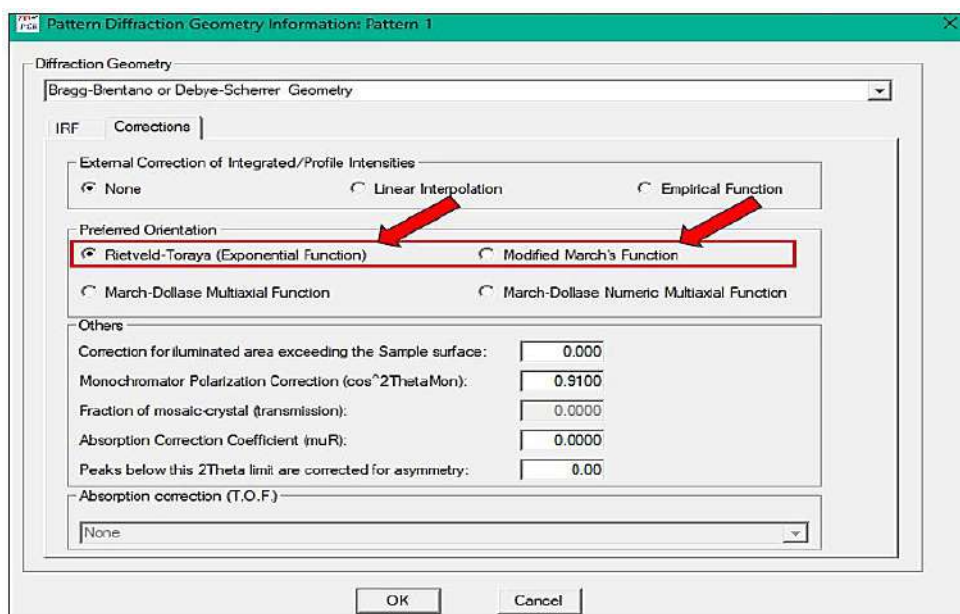 Pattern Diffraction Geometry Information: Pattern 1
Diffraction Geometry
Bragg-Brentano or Debye-Scherrer Geometry
IRF Corrections
External Correction of Integrated/Profile Intensities
None Linear Interpolation Empirical Function
Preferred Orientation
Rietveld-Toraya (Exponential Function) Modified March's Function
March-Dollase Multiaxial Function March-Dollase Numeric Multiaxial Function
Others
Correction for iluminated area exceeding the Sample surface: 0.000
Monochromator Polarization Correction (cos^2ThetaMon): 0.9100
Fraction of mosaic-crystal (transmission): 0.0000
Absorption Correction Coefficient (muR): 0.0000
Peaks below this 2Theta limit are corrected for asymmetry: 0.00
Absorption correction (T.O.F.)
None
OK Cancel